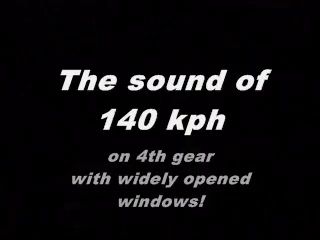 The sound of
140 kph
on 4th gear
with widely opened
windows!